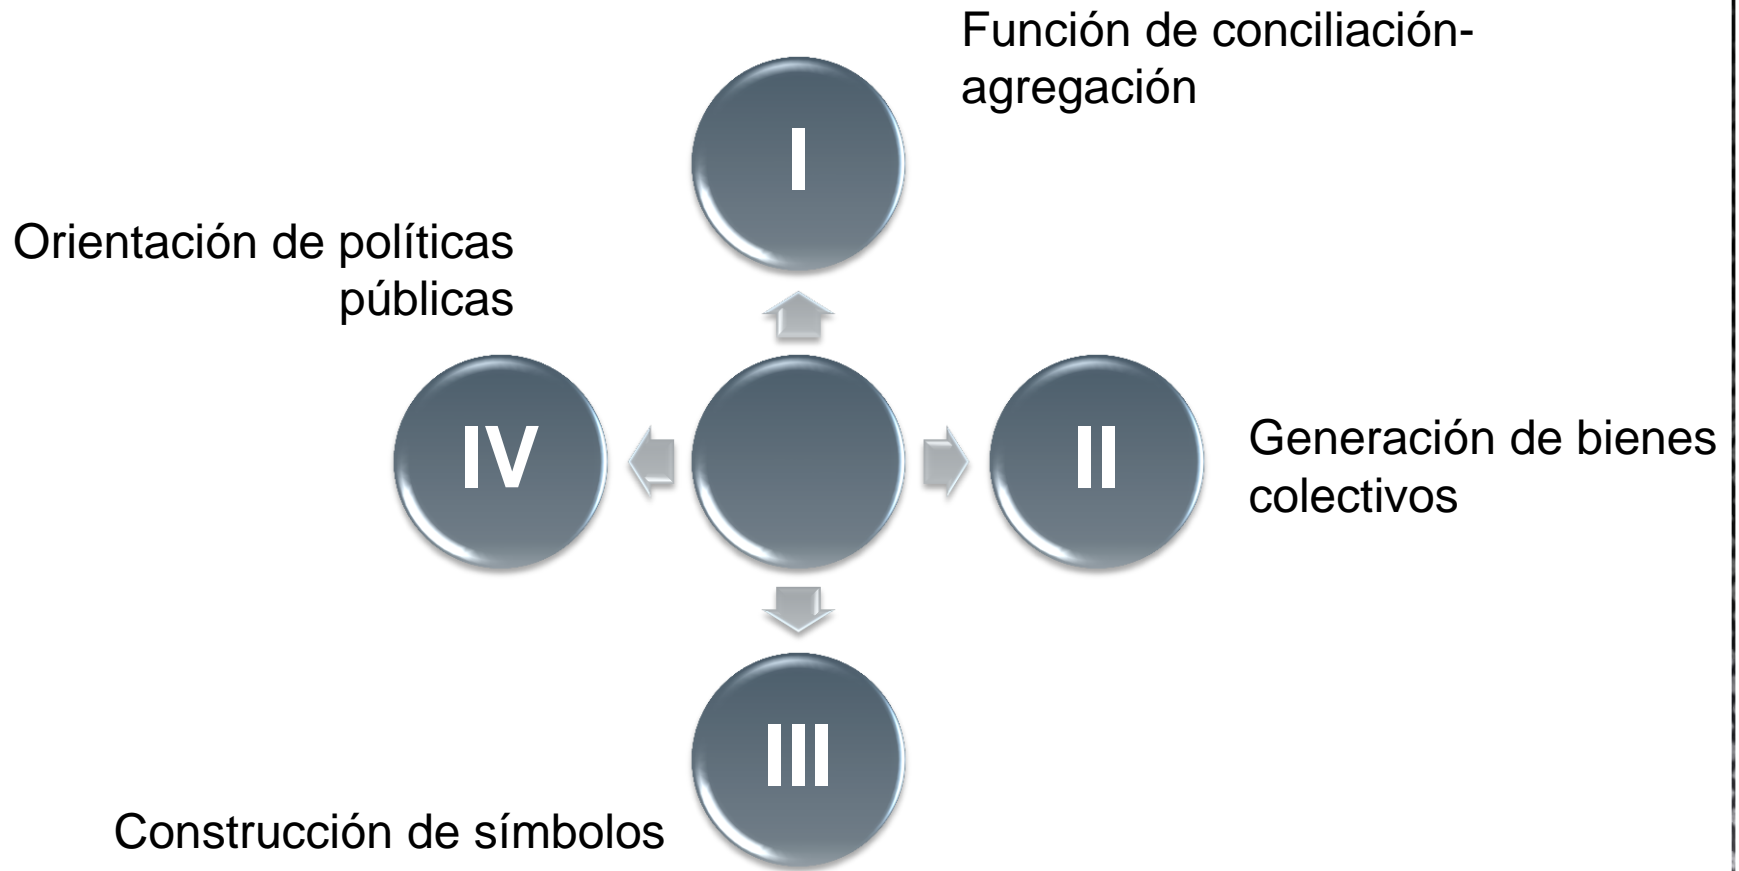 Función de conciliación-
agregación
I
Orientación de políticas
públicas
IV
II
Generación de bienes
colectivos
III
Construcción de símbolos